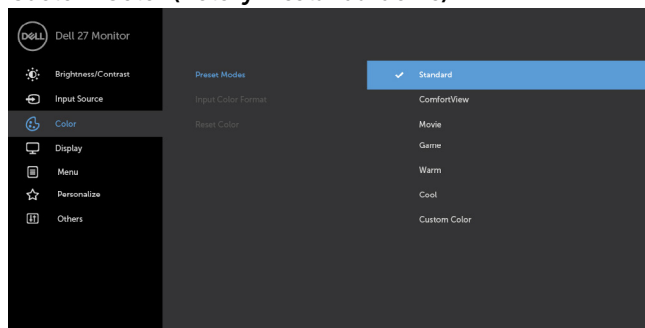 DELL
Dell 27 Monitor
Brightness/Contrast
Preset Modes
Standard
Input Source
Input Color Format
ComfortView
Color
Reset Color
Movie
Display
Game
Menu
Warm
Personalize
Cool
Others
Custom Color